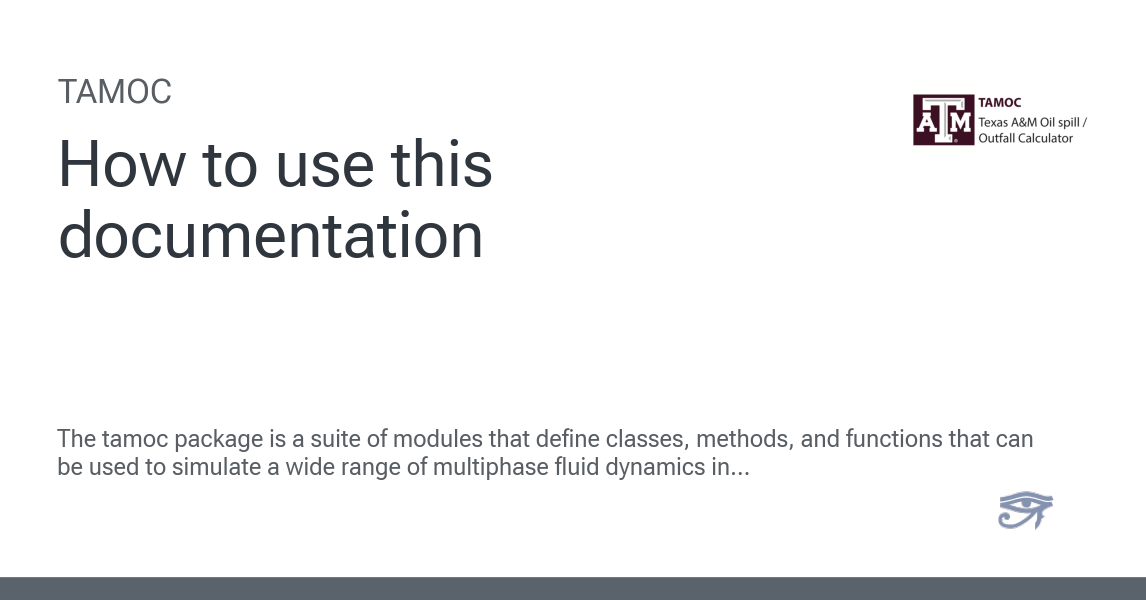 TAMOC
How to use this
documentation
ATM
TAMOC
Texas A&M Oil spill /
Outfall Calculator
The tamoc package is a suite of modules that define classes, methods, and functions that can
be used to simulate a wide range of multiphase fluid dynamics in...